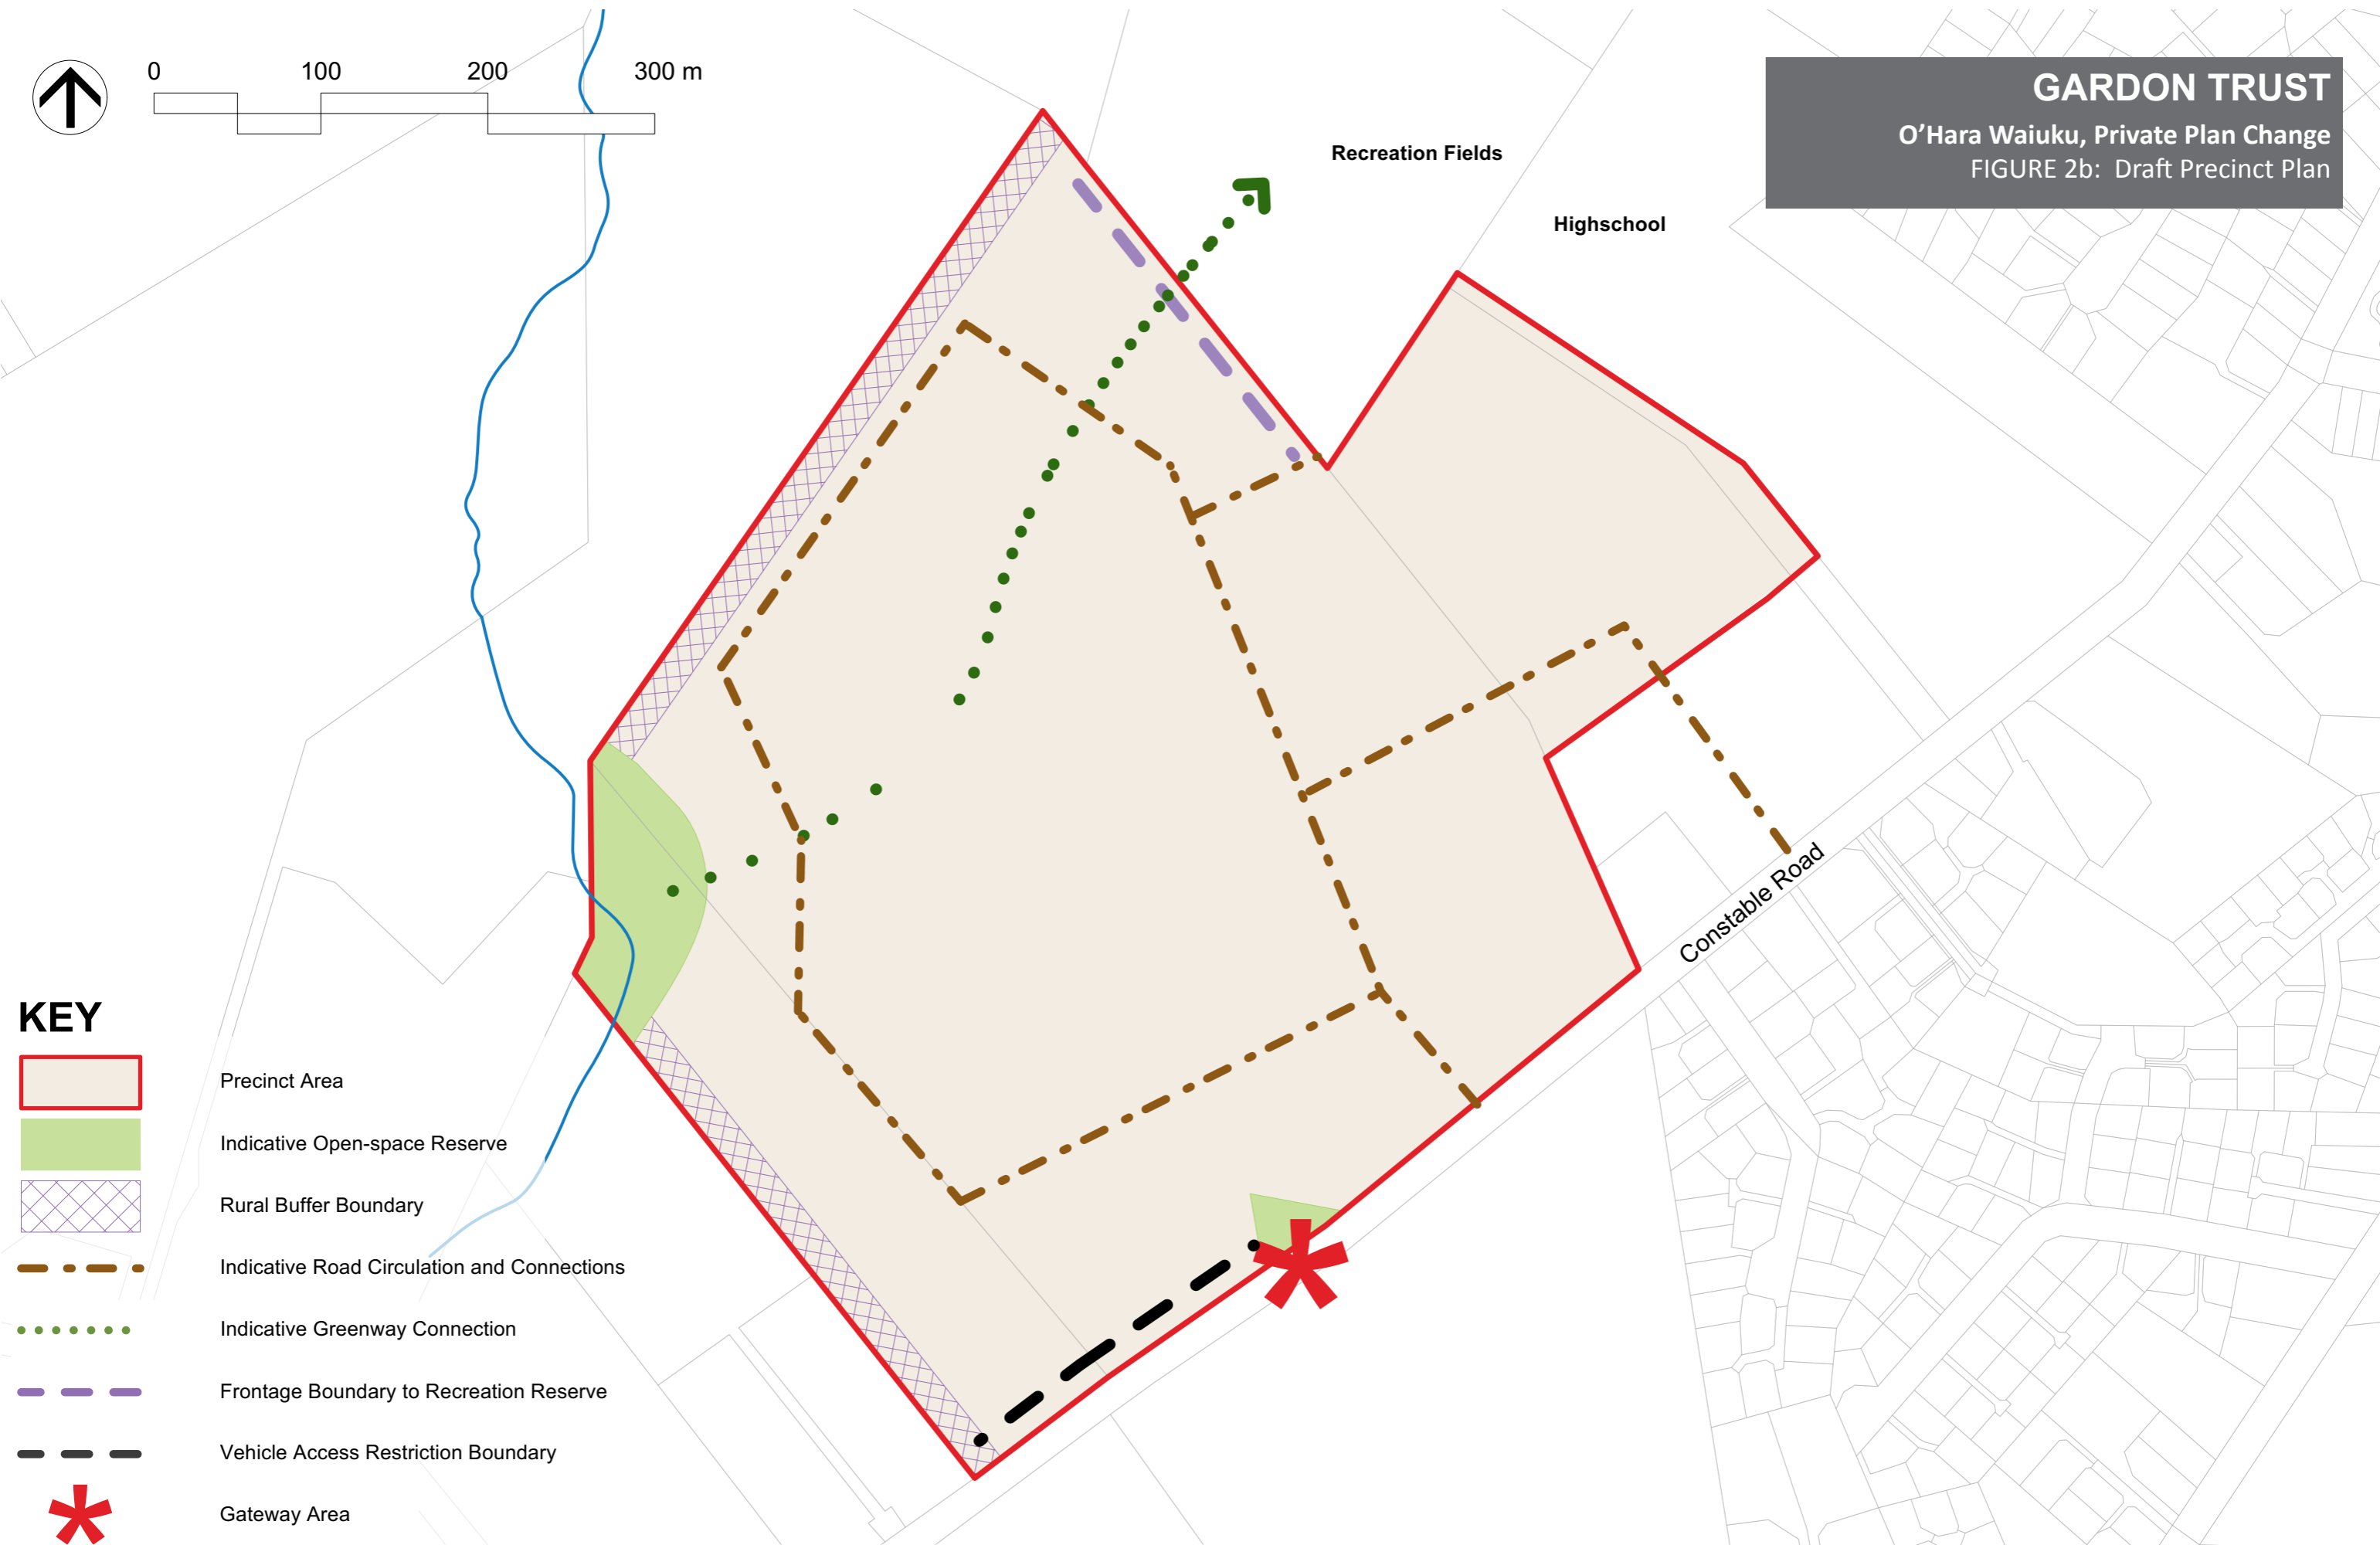 0 100 200 300 m
GARDON TRUST
O'Hara Waiuku, Private Plan Change
FIGURE 2b: Draft Precinct Plan
Recreation Fields
Highschool
Constable Road
KEY
Precinct Area
Indicative Open-space Reserve
Rural Buffer Boundary
Indicative Road Circulation and Connections
Indicative Greenway Connection
Frontage Boundary to Recreation Reserve
Vehicle Access Restriction Boundary
Gateway Area